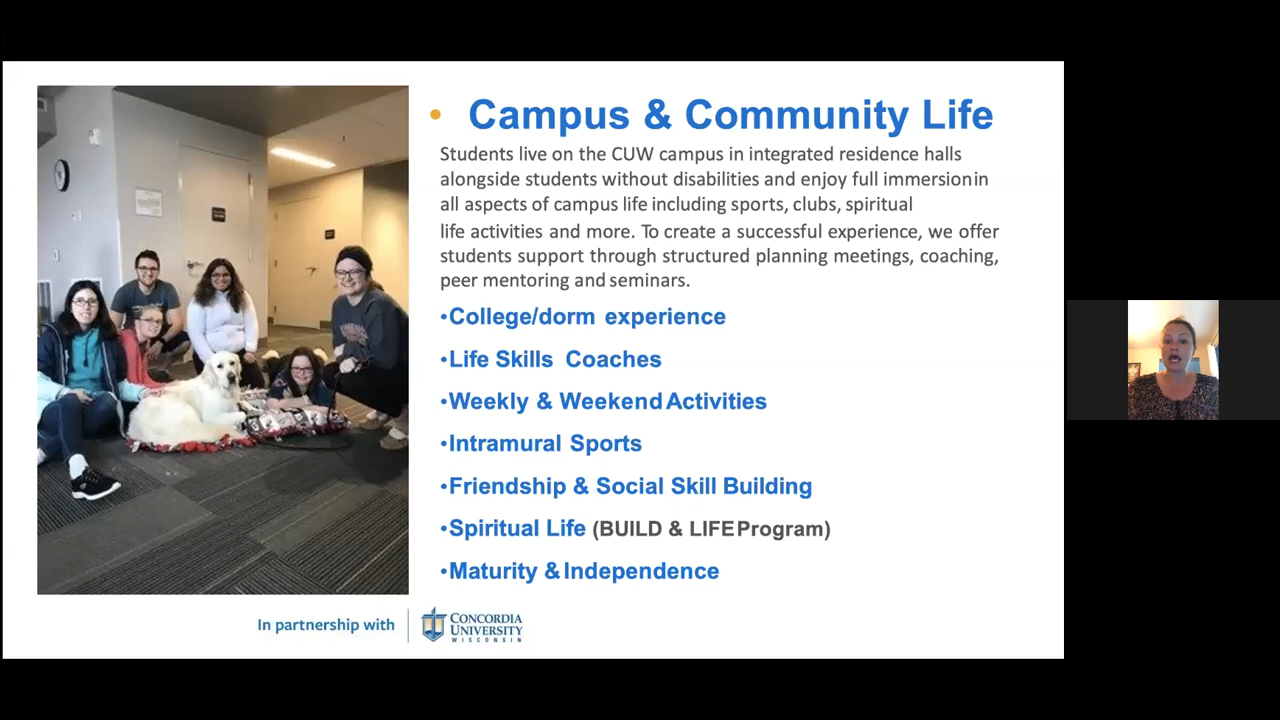 • Campus & Community Life
Students live on the CUW campus in integrated residence halls
alongside students without disabilities and enjoy full immersion in
all aspects of campus life including sports, clubs, spiritual
life activities and more. To create a successful experience, we offer
students support through structured planning meetings, coaching,
peer mentoring and seminars.
•College/dorm experience
•Life Skills Coaches
•Weekly & Weekend Activities
•Intramural Sports
•Friendship & Social Skill Building
•Spiritual Life (BUILD & LIFE Program)
•Maturity & Independence
In partnership with
CONCORDIA
UNIVERSITY
WISCONSIN